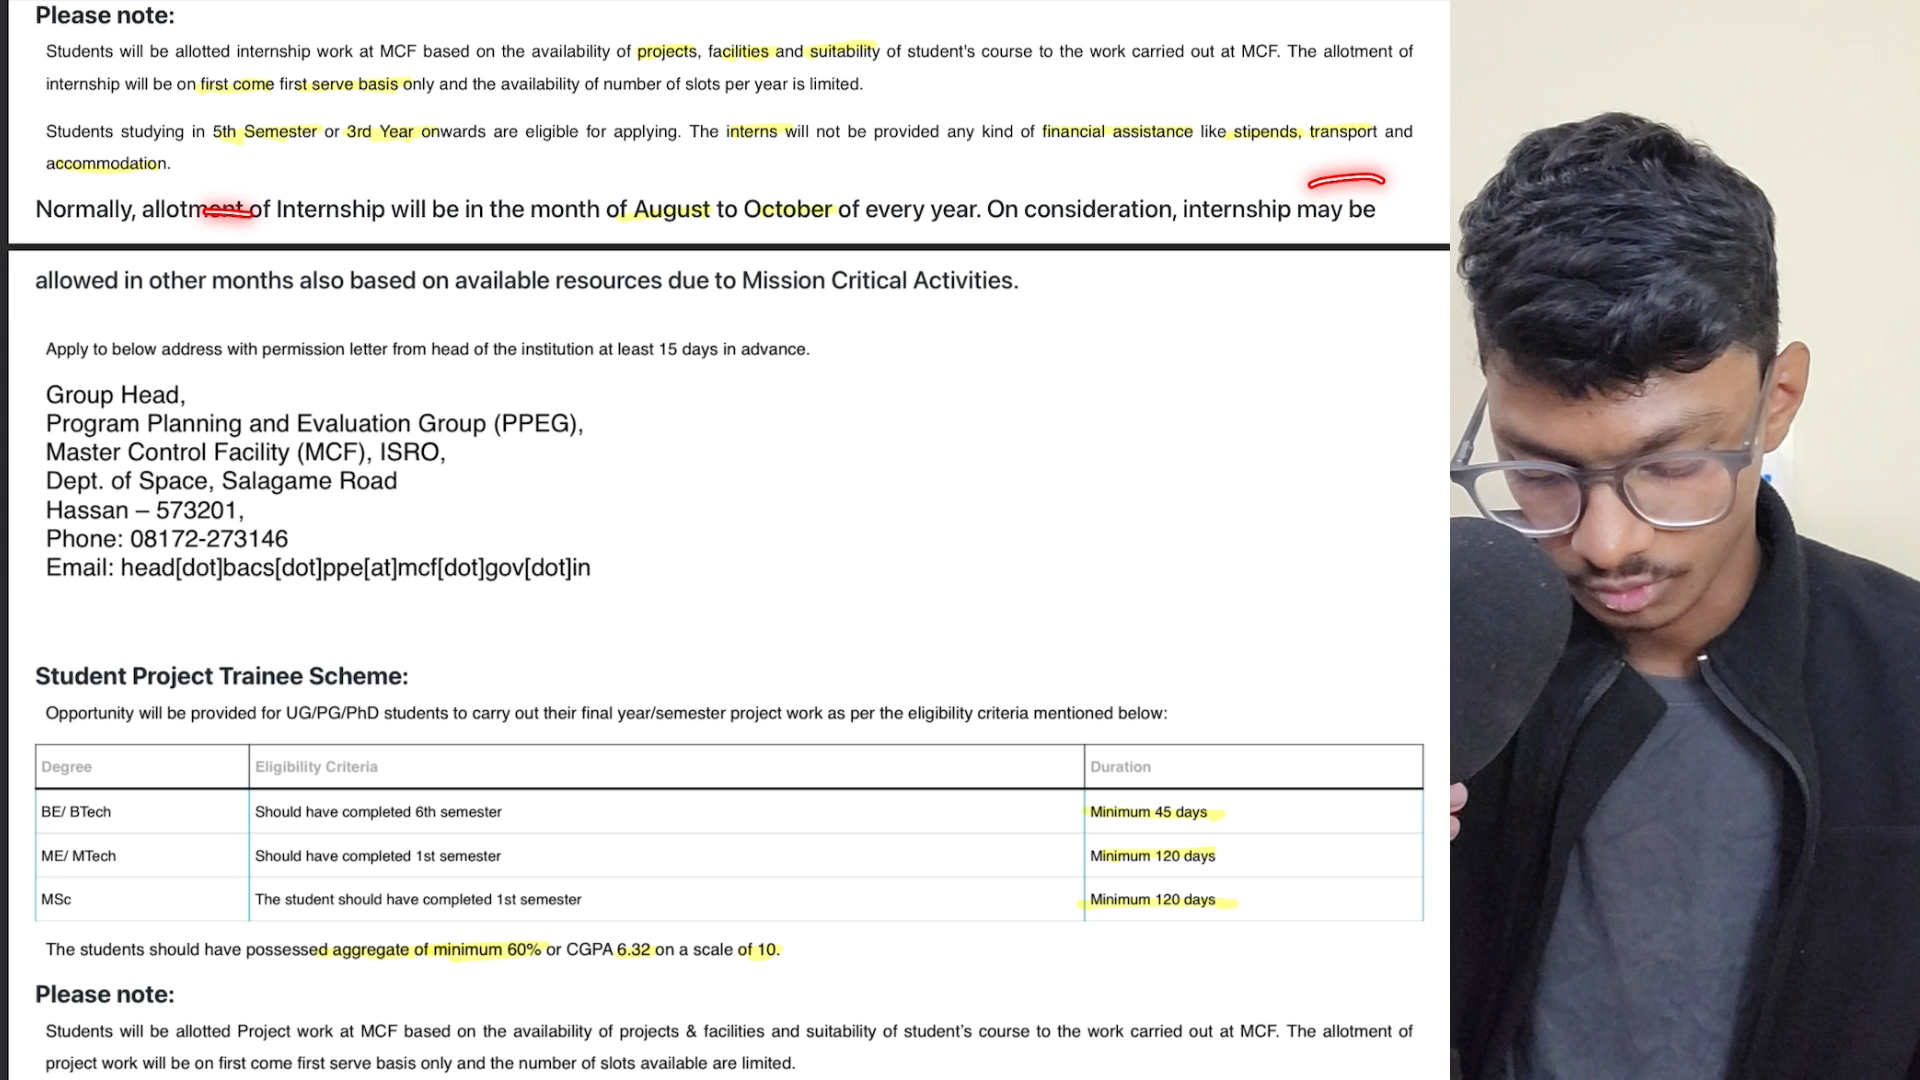 Please note:
Students will be allotted internship work at MCF based on the availability of projects, facilities and suitability of student's course to the work carried out at MCF. The allotment of
internship will be on first come first serve basis only and the availability of number of slots per year is limited.
Students studying in 5th Semester or 3rd Year onwards are eligible for applying. The interns will not be provided any kind of financial assistance like stipends, transport and
accommodation.
Normally, allotment of Internship will be in the month of August to October of every year. On consideration, internship may be
allowed in other months also based on available resources due to Mission Critical Activities.
Apply to below address with permission letter from head of the institution at least 15 days in advance.
Group Head,
Program Planning and Evaluation Group (PPEG),
Master Control Facility (MCF), ISRO,
Dept. of Space, Salagame Road
Hassan – 573201,
Phone: 08172-273146
Email: head[dot]bacs[dot]ppe[at]mcf[dot]gov[dot]in
Student Project Trainee Scheme:
Opportunity will be provided for UG/PG/PhD students to carry out their final year/semester project work as per the eligibility criteria mentioned below:
Degree Eligibility Criteria Duration
BE/ BTech Should have completed 6th semester Minimum 45 days
ME/ MTech Should have completed 1st semester Minimum 120 days
MSc The student should have completed 1st semester Minimum 120 days
The students should have possessed aggregate of minimum 60% or CGPA 6.32 on a scale of 10.
Please note:
Students will be allotted Project work at MCF based on the availability of projects & facilities and suitability of student's course to the work carried out at MCF. The allotment of
project work will be on first come first serve basis only and the number of slots available are limited.